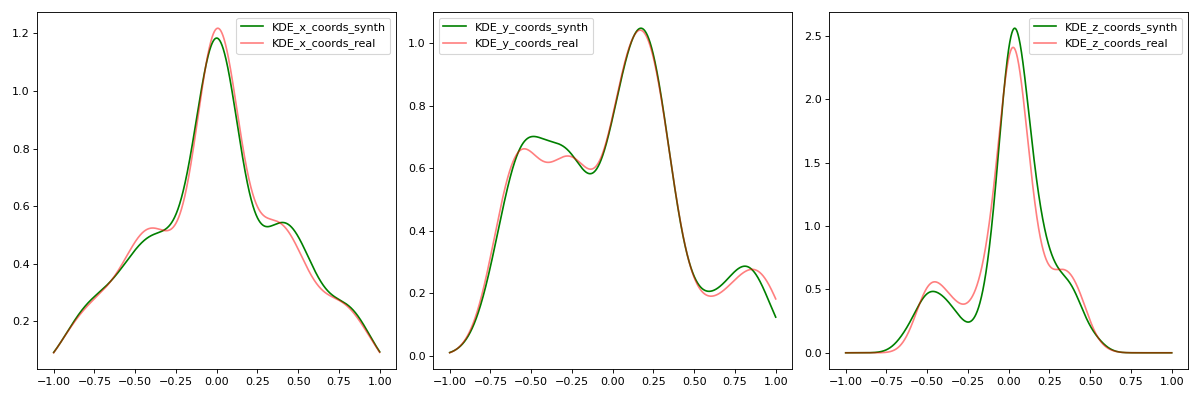 KDE_x_coords_synth
KDE_x_coords_real
1.2
1.0
0.8
0.6
0.4
0.2
−1.00 −0.75 −0.50 −0.25 0.00 0.25 0.50 0.75 1.00
KDE_y_coords_synth
KDE_y_coords_real
1.0
0.8
0.6
0.4
0.2
0.0
−1.00 −0.75 −0.50 −0.25 0.00 0.25 0.50 0.75 1.00
KDE_z_coords_synth
KDE_z_coords_real
2.5
2.0
1.5
1.0
0.5
0.0
−1.00 −0.75 −0.50 −0.25 0.00 0.25 0.50 0.75 1.00